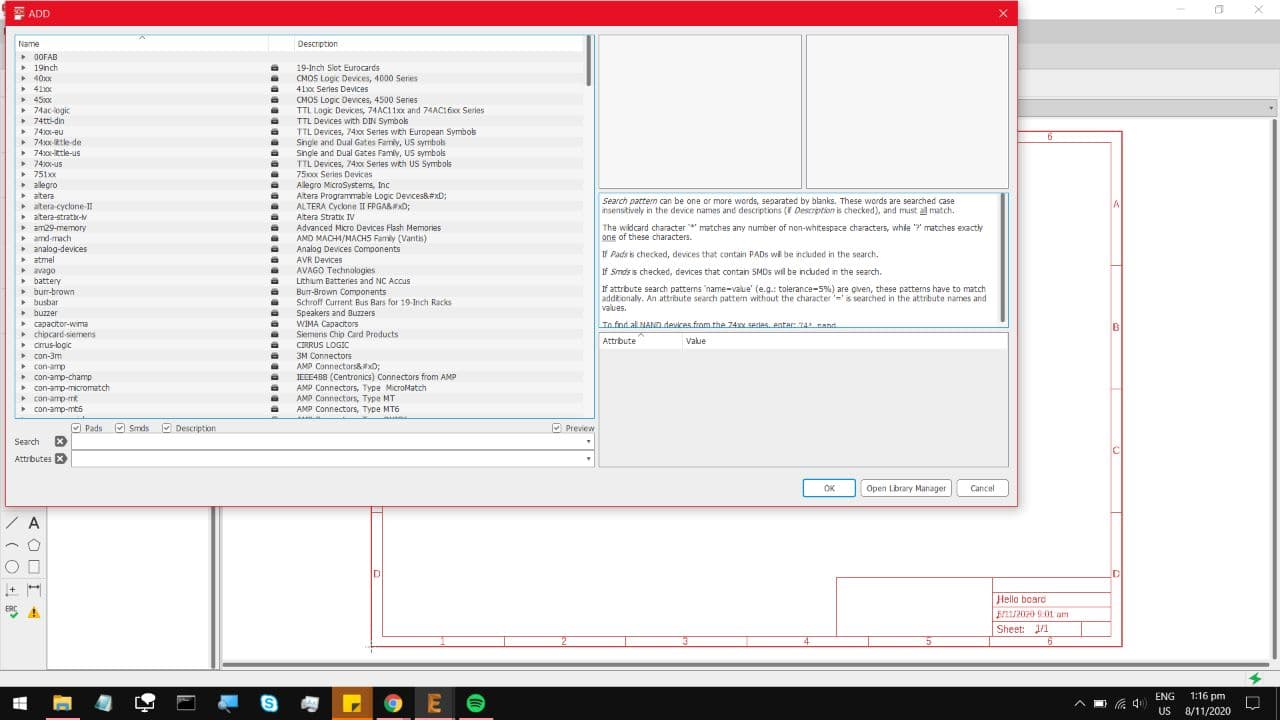 ADD
Name Description
00FAB
19inch 19-Inch Slot Eurocards
40xx CMOS Logic Devices, 4000 Series
41xx 41xx Series Devices
45xx CMOS Logic Devices, 4500 Series
74ac-logic TTL Logic Devices, 74AC11xx and 74AC16xx Series
74ttl-din TTL Devices with DIN Symbols
74xx-eu TTL Devices, 74xx Series with European Symbols
74xx-little-de Single and Dual Gates Family, US symbols
74xx-little-us Single and Dual Gates Family, US symbols
74xx-us TTL Devices, 74xx Series with US Symbols
751xx 75xxx Series Devices
allegro Allegro MicroSystems, Inc
altera Altera Programmable Logic Devices&#xD;
altera-cyclone-II ALTERA Cyclone II FPGA&#xD;
altera-stratix-iv Altera Stratix IV
am29-memory Advanced Micro Devices Flash Memories
amd-mach AMD MACH4/MACH5 Family (Vantis)
analog-devices Analog Devices Components
atmel AVR Devices
avago AVAGO Technologies
battery Lithium Batteries and NC Accus
burr-brown Burr-Brown Components
busbar Schroff Current Bus Bars for 19-Inch Racks
buzzer Speakers and Buzzers
capacitor-wima WIMA Capacitors
chipcard-siemens Siemens Chip Card Products
cirrus-logic CIRRUS LOGIC
con-3m 3M Connectors
con-amp AMP Connectors&#xD;
con-amp-champ IEEE488 (Centronics) Connectors from AMP
con-amp-micromatch AMP Connectors, Type MicroMatch
con-amp-mt AMP Connectors, Type MT
con-amp-mt6 AMP Connectors, Type MT6
Pads Smds Description Preview
Search
Attributes
Search pattern can be one or more words, separated by blanks. These words are searched case
insensitively in the device names and descriptions (if Description is checked), and must all match.
The wildcard character '*' matches any number of non-whitespace characters, while '?' matches exactly
one of these characters.
If Pads is checked, devices that contain PADs will be included in the search.
If Smds is checked, devices that contain SMDs will be included in the search.
If attribute search patterns 'name=value' (e.g.: tolerance=5%) are given, these patterns have to match
additionally. An attribute search pattern without the character '=' is searched in the attribute names and
values.
To find all NAND devices from the 74xx series, enter: 74* nand
Attribute Value
OK Open Library Manager Cancel
6
A
B
C
D D
A
ERC
Hello board
8/11/2020 9:01 am
Sheet: 1/1
1 2 3 4 5 6
ENG
US
1:16 pm
8/11/2020